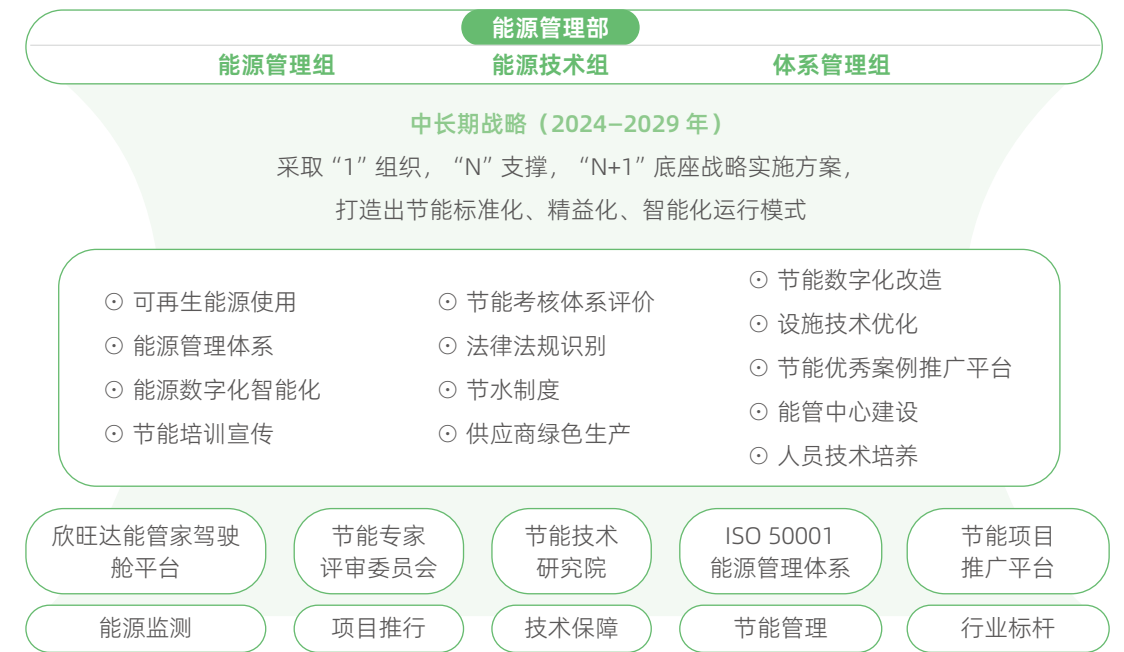 能源管理部
能源管理组 能源技术组 体系管理组
中长期战略（2024—2029 年）
采取“1”组织，“N”支撑，“N+1”底座战略实施方案，
打造出节能标准化、精益化、智能化运行模式
⊙ 可再生能源使用
⊙ 能源管理体系
⊙ 能源数字化智能化
⊙ 节能培训宣传
⊙ 节能考核体系评价
⊙ 法律法规识别
⊙ 节水制度
⊙ 供应商绿色生产
⊙ 节能数字化改造
⊙ 设施技术优化
⊙ 节能优秀案例推广平台
⊙ 能管中心建设
⊙ 人员技术培养
欣旺达能管家驾驶
舱平台
节能专家
评审委员会
节能技术
研究院
ISO 50001
能源管理体系
节能项目
推广平台
能源监测 项目推行 技术保障 节能管理 行业标杆